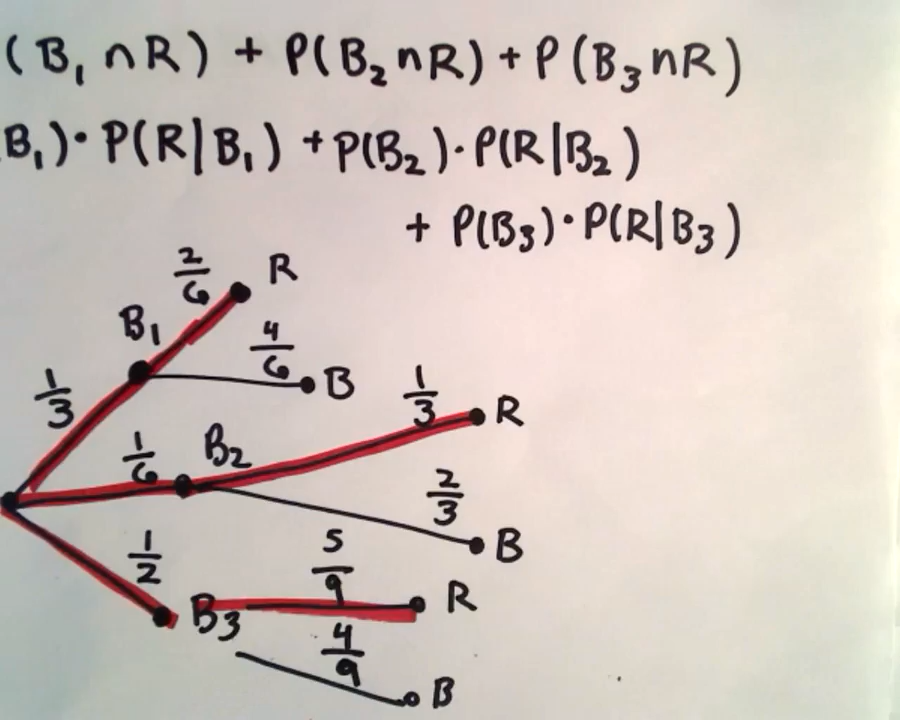 (B₁ ∩ R) + P(B₂ ∩ R) + P(B₃ ∩ R)
B₁) · P(R|B₁) + P(B₂) · P(R|B₂)
+ P(B₃) · P(R|B₃)
2/6 R
B₁
4/6 B
1/3
1/3 R
1/6 B₂
2/3
B
1/2
5/9 R
B₃
4/9
B